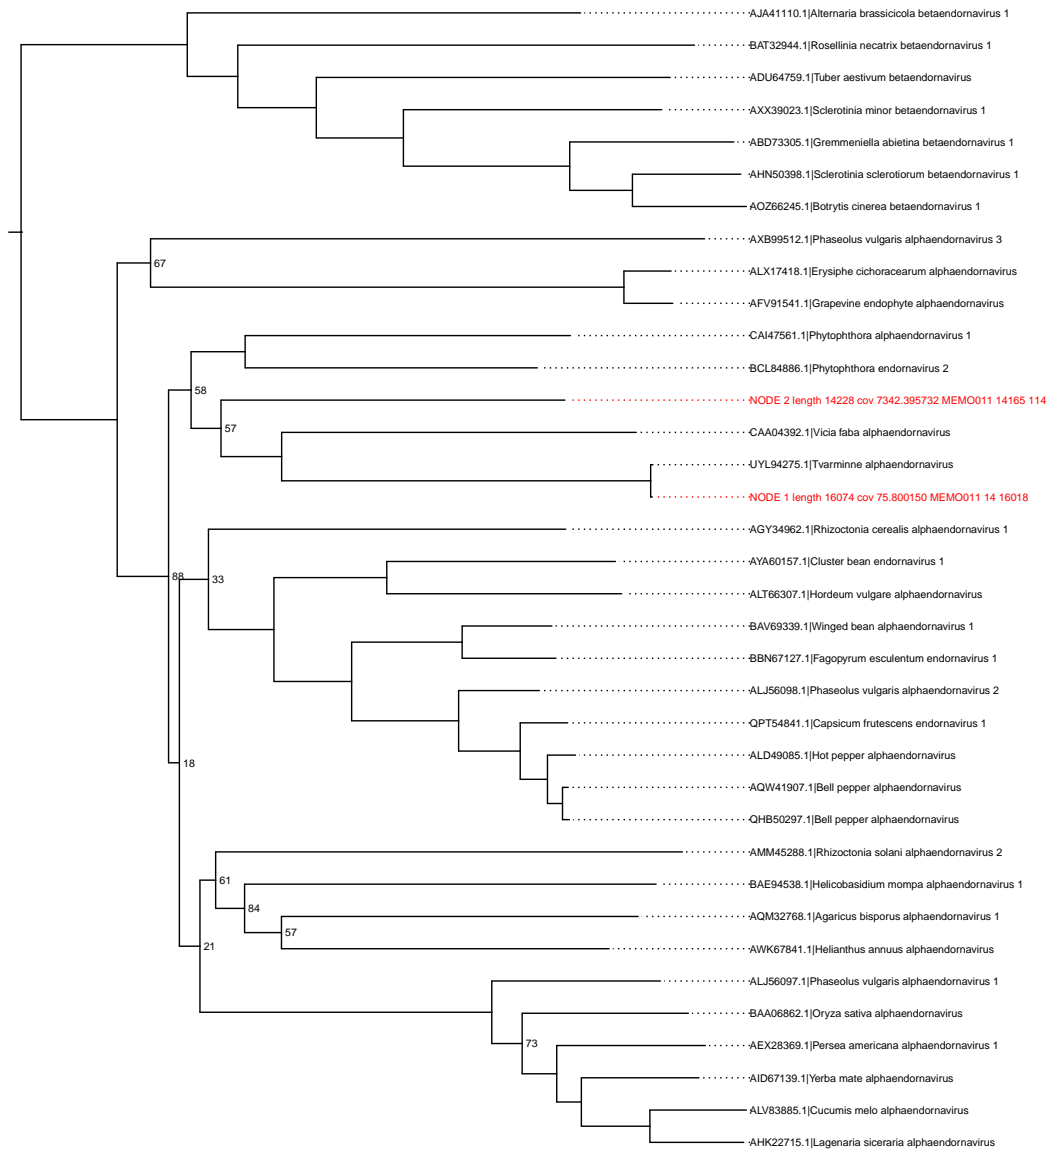 AJA41110.1|Alternaria brassicicola betaendornavirus 1
BAT32944.1|Rosellinia necatrix betaendornavirus 1
ADU64759.1|Tuber aestivum betaendornavirus
AXX39023.1|Sclerotinia minor betaendornavirus 1
ABD73305.1|Gremmeniella abietina betaendornavirus 1
AHN50398.1|Sclerotinia sclerotiorum betaendornavirus 1
AOZ66245.1|Botrytis cinerea betaendornavirus 1
AXB99512.1|Phaseolus vulgaris alphaendornavirus 3
67
ALX17418.1|Erysiphe cichoracearum alphaendornavirus
AFV91541.1|Grapevine endophyte alphaendornavirus
CAI47561.1|Phytophthora alphaendornavirus 1
BCL84886.1|Phytophthora endornavirus 2
58
NODE 2 length 14228 cov 7342.395732 MEMO011 14165 114
57
CAA04392.1|Vicia faba alphaendornavirus
UYL94275.1|Tvarminne alphaendornavirus
NODE 1 length 16074 cov 75.800150 MEMO011 14 16018
AGY34962.1|Rhizoctonia cerealis alphaendornavirus 1
AYA60157.1|Cluster bean endornavirus 1
88
33
ALT66307.1|Hordeum vulgare alphaendornavirus
BAV69339.1|Winged bean alphaendornavirus 1
BBN67127.1|Fagopyrum esculentum endornavirus 1
ALJ56098.1|Phaseolus vulgaris alphaendornavirus 2
QPT54841.1|Capsicum frutescens endornavirus 1
ALD49085.1|Hot pepper alphaendornavirus
18
AQW41907.1|Bell pepper alphaendornavirus
QHB50297.1|Bell pepper alphaendornavirus
AMM45288.1|Rhizoctonia solani alphaendornavirus 2
61
BAE94538.1|Helicobasidium mompa alphaendornavirus 1
84
AQM32768.1|Agaricus bisporus alphaendornavirus 1
57
21
AWK67841.1|Helianthus annuus alphaendornavirus
ALJ56097.1|Phaseolus vulgaris alphaendornavirus 1
BAA06862.1|Oryza sativa alphaendornavirus
73
AEX28369.1|Persea americana alphaendornavirus 1
AID67139.1|Yerba mate alphaendornavirus
ALV83885.1|Cucumis melo alphaendornavirus
AHK22715.1|Lagenaria siceraria alphaendornavirus